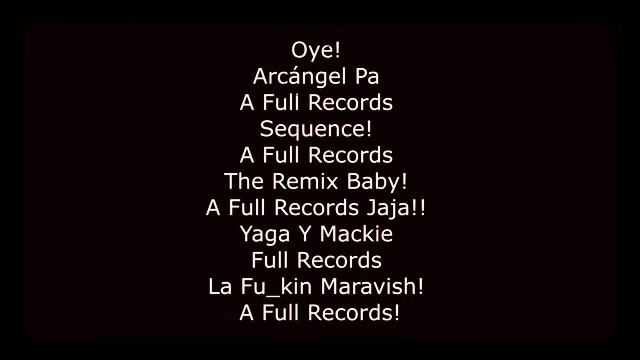 Oye!
Arcángel Pa
A Full Records
Sequence!
A Full Records
The Remix Baby!
A Full Records Jaja!!
Yaga Y Mackie
Full Records
La Fu_kin Maravish!
A Full Records!